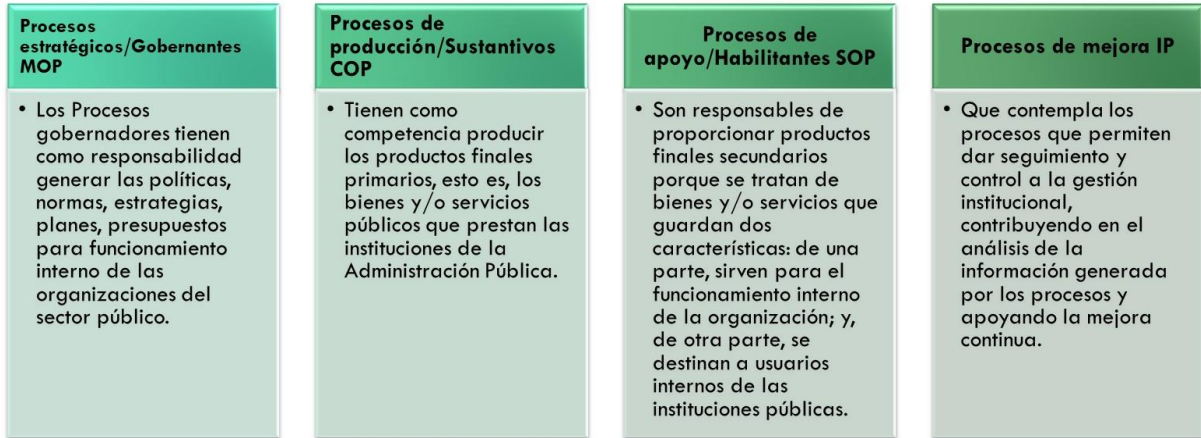 Procesos
estratégicos/Gobernantes
MOP
• Los Procesos
gobernadores tienen
como responsabilidad
generar las políticas,
normas, estrategias,
planes, presupuestos
para funcionamiento
interno de las
organizaciones del
sector público.
Procesos de
producción/Sustantivos
COP
• Tienen como
competencia producir
los productos finales
primarios, esto es, los
bienes y/o servicios
públicos que prestan las
instituciones de la
Administración Pública.
Procesos de
apoyo/Habilitantes SOP
• Son responsables de
proporcionar productos
finales secundarios
porque se tratan de
bienes y/o servicios que
guardan dos
características: de una
parte, sirven para el
funcionamiento interno
de la organización; y,
de otra parte, se
destinan a usuarios
internos de las
instituciones públicas.
Procesos de mejora IP
• Que contempla los
procesos que permiten
dar seguimiento y
control a la gestión
institucional,
contribuyendo en el
análisis de la
información generada
por los procesos y
apoyando la mejora
continua.